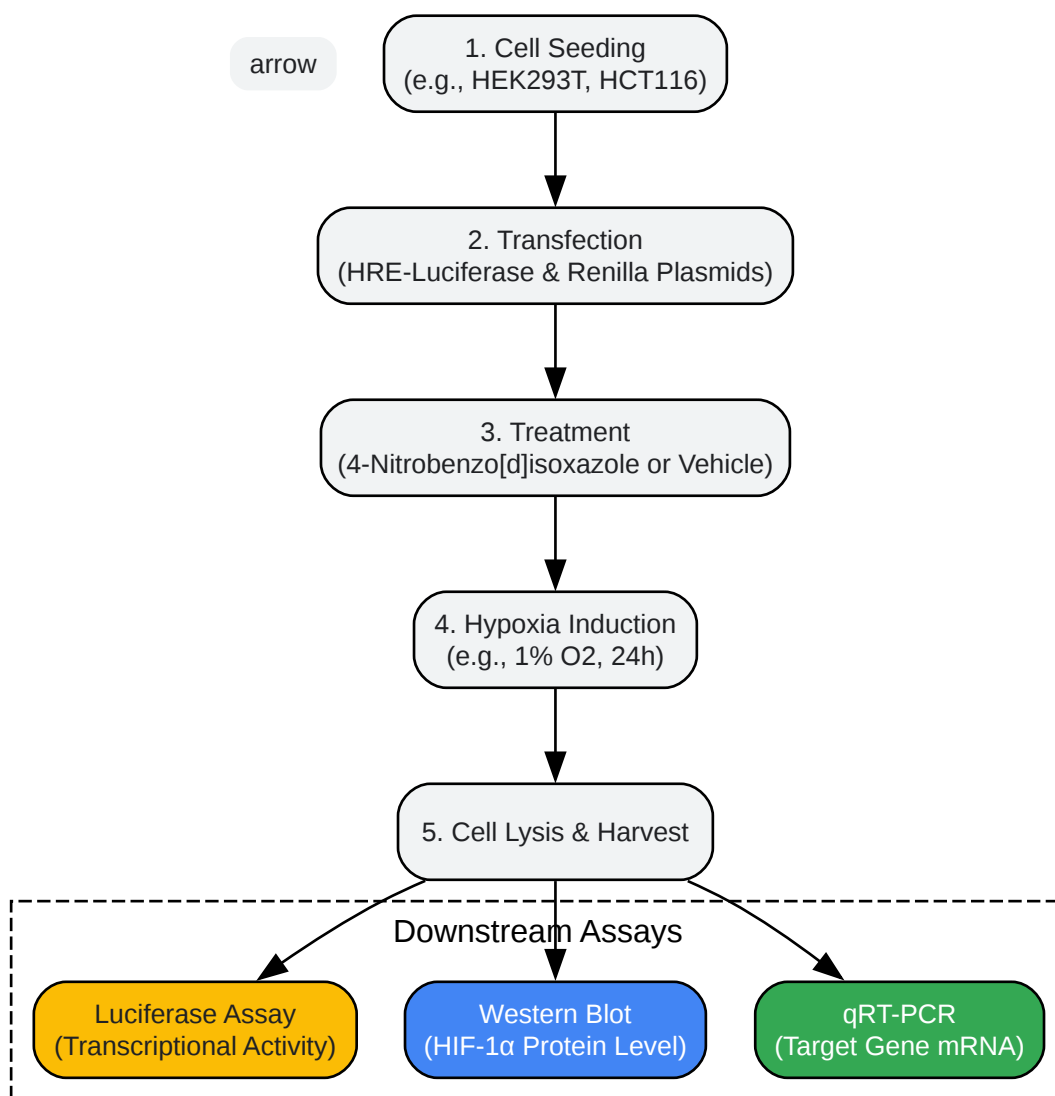 arrow
1. Cell Seeding
(e.g., HEK293T, HCT116)
2. Transfection
(HRE-Luciferase & Renilla Plasmids)
3. Treatment
(4-Nitrobenzo[d]isoxazole or Vehicle)
4. Hypoxia Induction
(e.g., 1% O2, 24h)
5. Cell Lysis & Harvest
Downstream Assays
Luciferase Assay
(Transcriptional Activity)
Western Blot
(HIF-1α Protein Level)
qRT-PCR
(Target Gene mRNA)